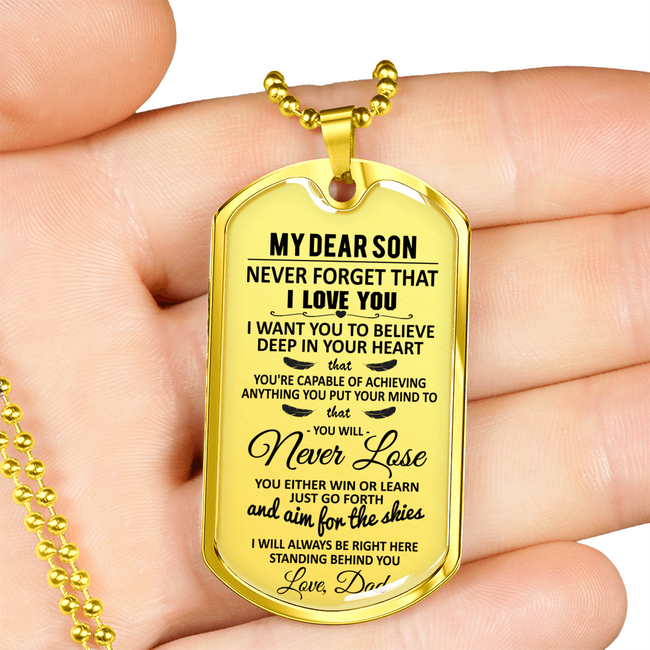 MY DEAR SON
NEVER FORGET THAT
I LOVE YOU
I WANT YOU TO BELIEVE
DEEP IN YOUR HEART
that
YOU'RE CAPABLE OF ACHIEVING
ANYTHING YOU PUT YOUR MIND TO
that
- YOU WILL -
Never Lose
YOU EITHER WIN OR LEARN
JUST GO FORTH
and aim for the skies
I WILL ALWAYS BE RIGHT HERE
STANDING BEHIND YOU
Love, Dad